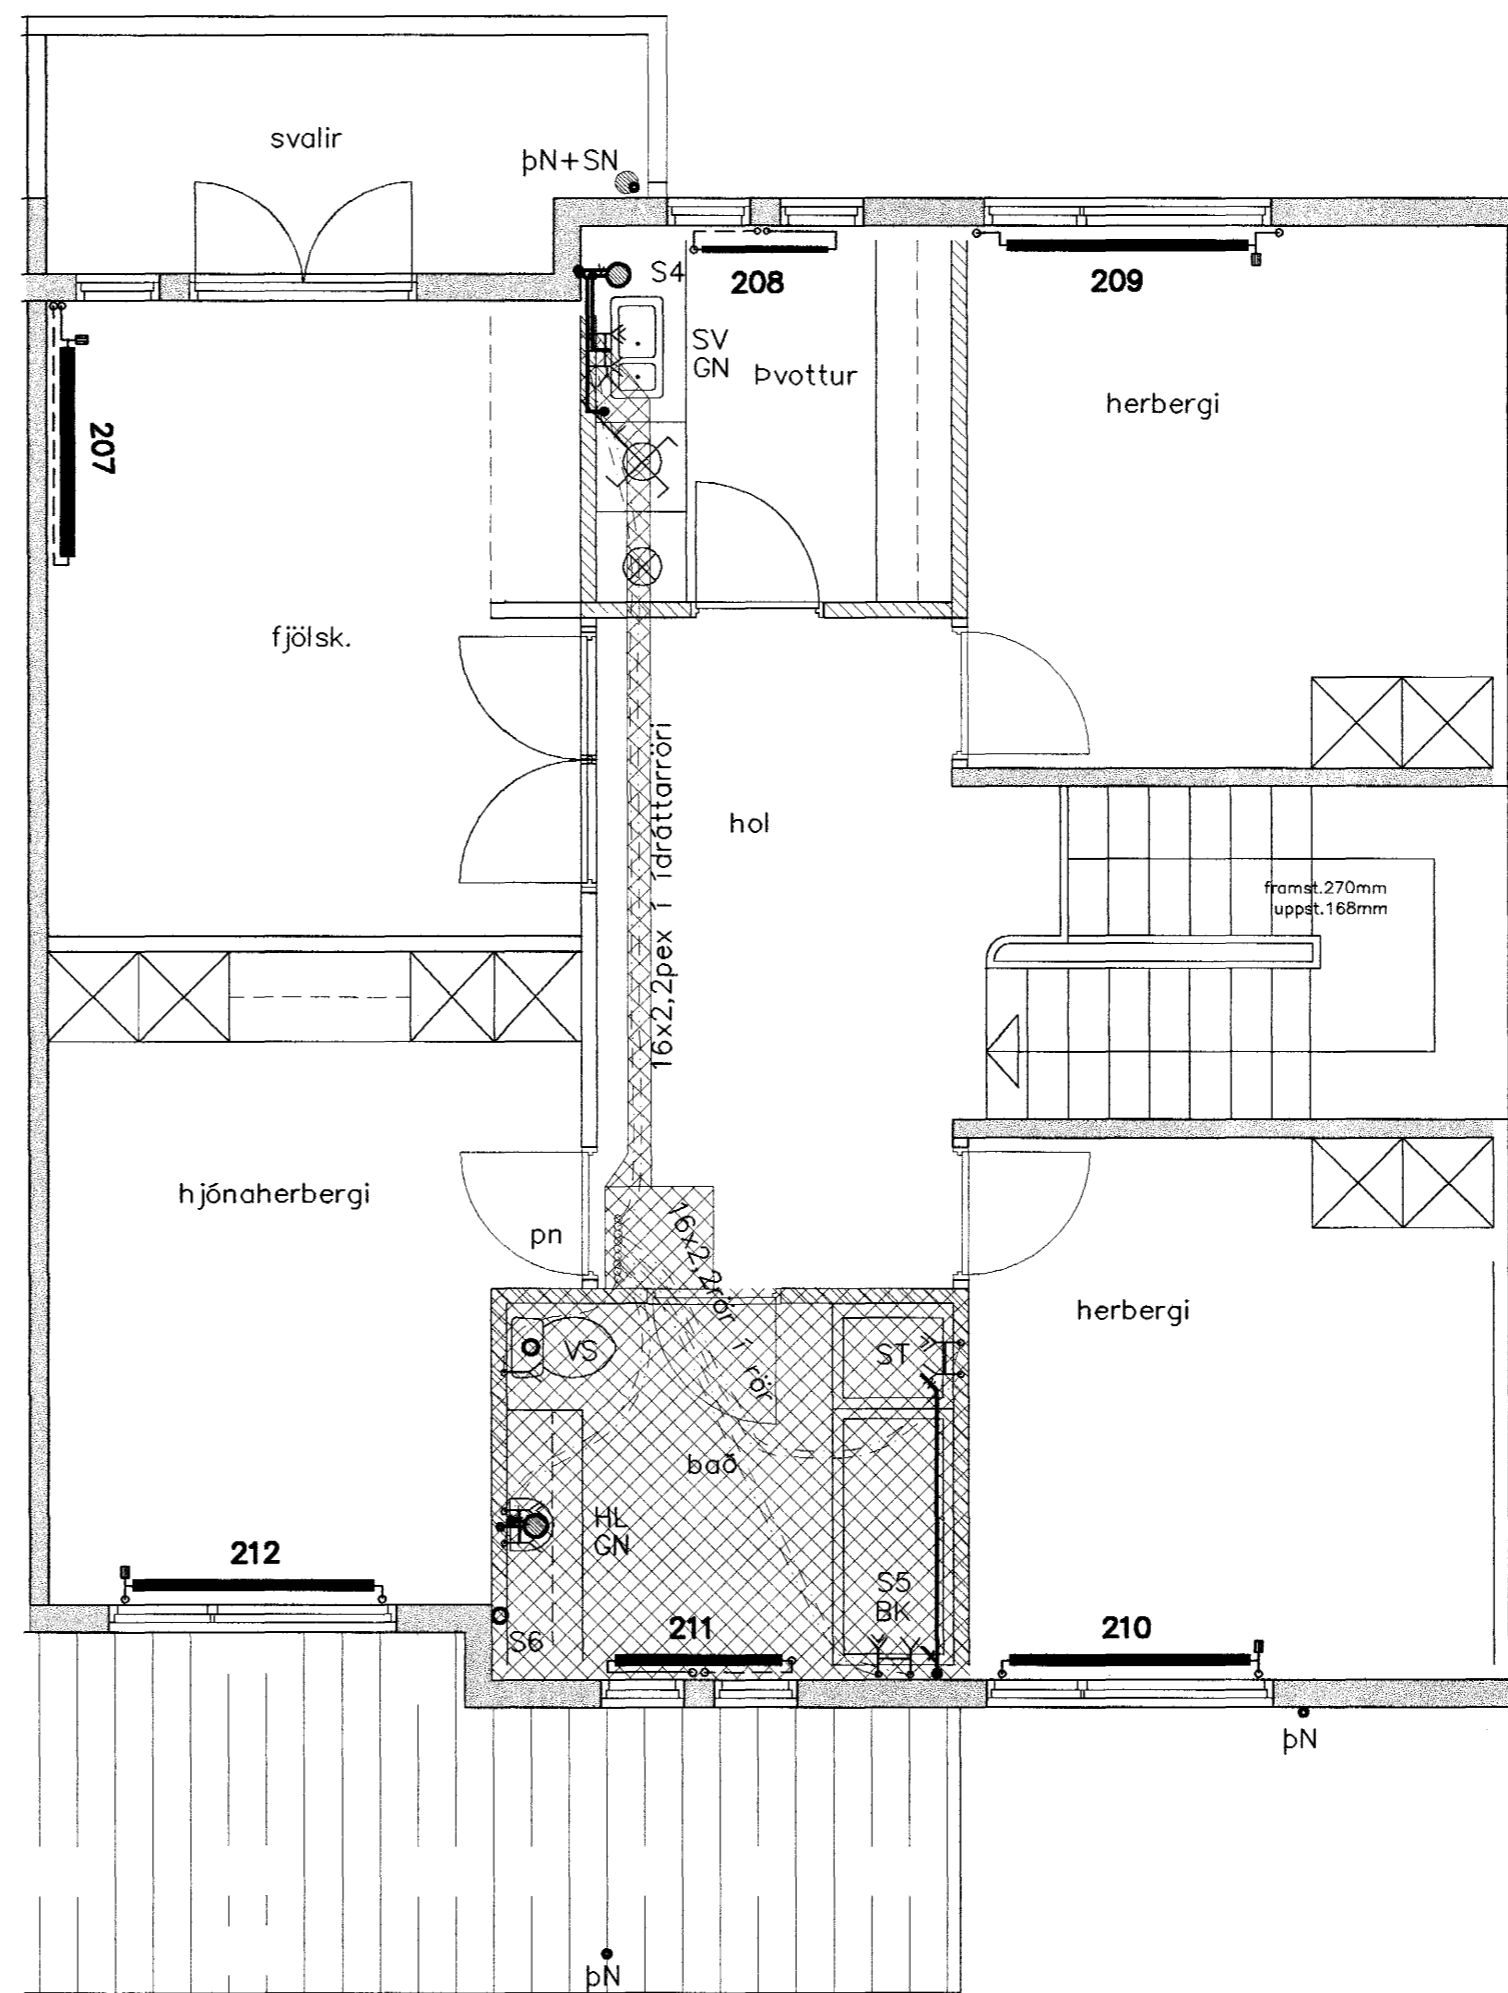 svalir
þN+SN
S4
208
209
SV
GN
Þvottur
herbergi
207
fjölsk.
16x2,2pex í ídráttarröri
hol
framst.270mm
uppst.168mm
hjónaherbergi
pn
16x2,2rör í rör
herbergi
VS
ST
bað
HL
GN
212
S5
BK
S6
211
210
þN
þN